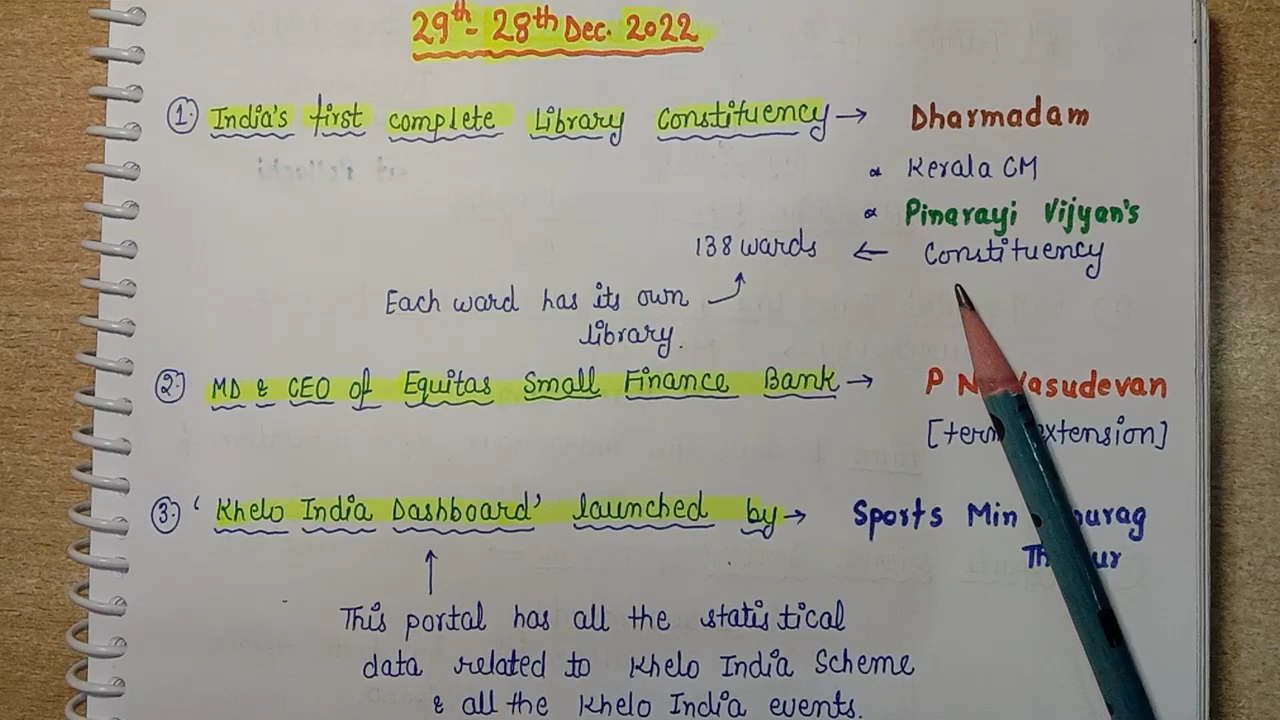 29th - 28th Dec. 2022
1. India's first complete Library Constituency → Dharmadam
∝ Kerala CM
∝ Pinarayi Vijyan's
138 wards ← Constituency
Each ward has its own
library.
2. MD & CEO of Equitas Small Finance Bank → P N Vasudevan
[term extension]
3. 'Khelo India Dashboard' launched by → Sports Min
↑
This portal has all the statistical
data related to Khelo India Scheme
& all the Khelo India events.